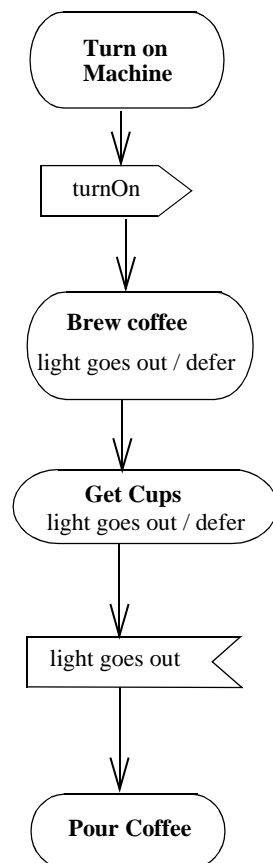 Turn on
Machine
turnOn
Brew coffee
light goes out / defer
Get Cups
light goes out / defer
light goes out
Pour Coffee